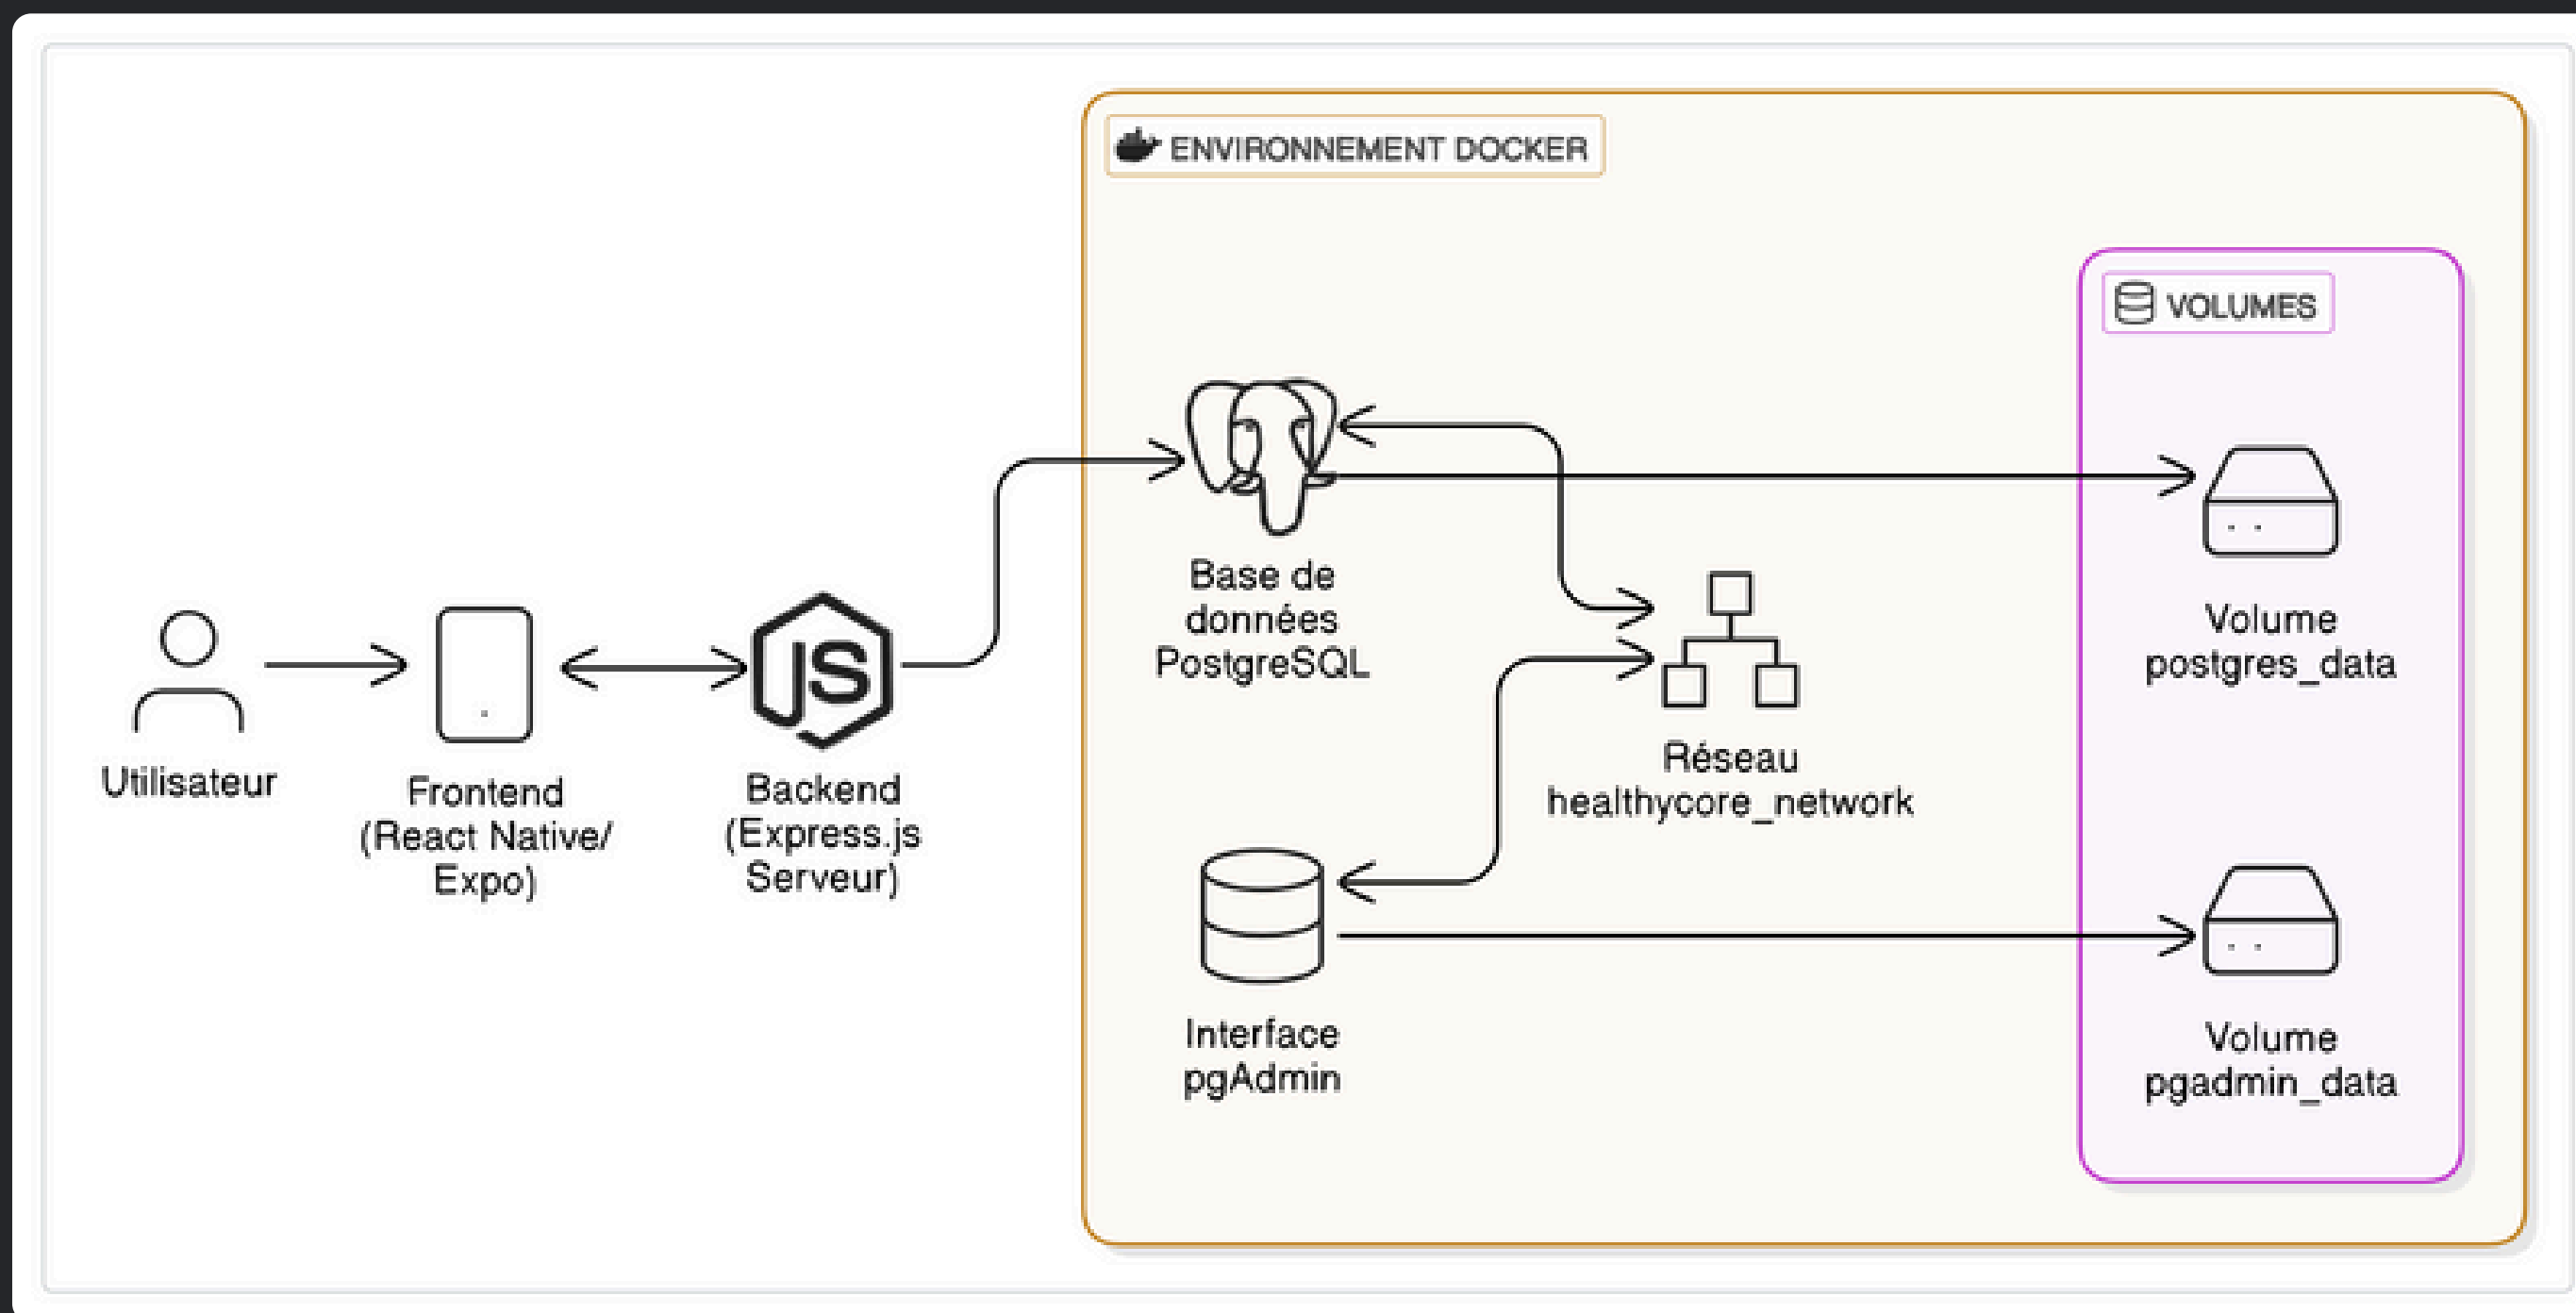 ENVIRONNEMENT DOCKER
VOLUMES
Utilisateur
Frontend
(React Native/
Expo)
JS
Backend
(Express.js
Serveur)
Base de
données
PostgreSQL
Réseau
healthycore_network
Interface
pgAdmin
Volume
postgres_data
Volume
pgadmin_data